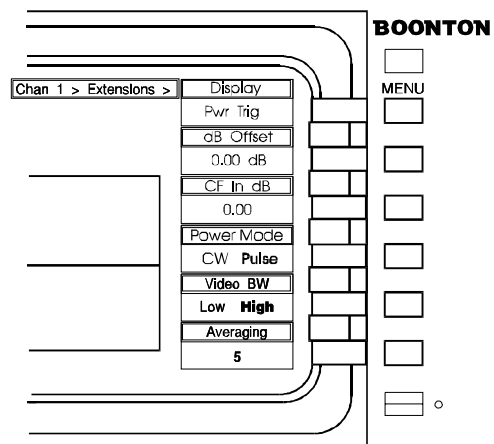 BOONTON
MENU
Chan 1 > Extensions >
Display
Pwr Trig
dB Offset
0.00 dB
CF In dB
0.00
Power Mode
CW Pulse
Video BW
Low High
Averaging
5